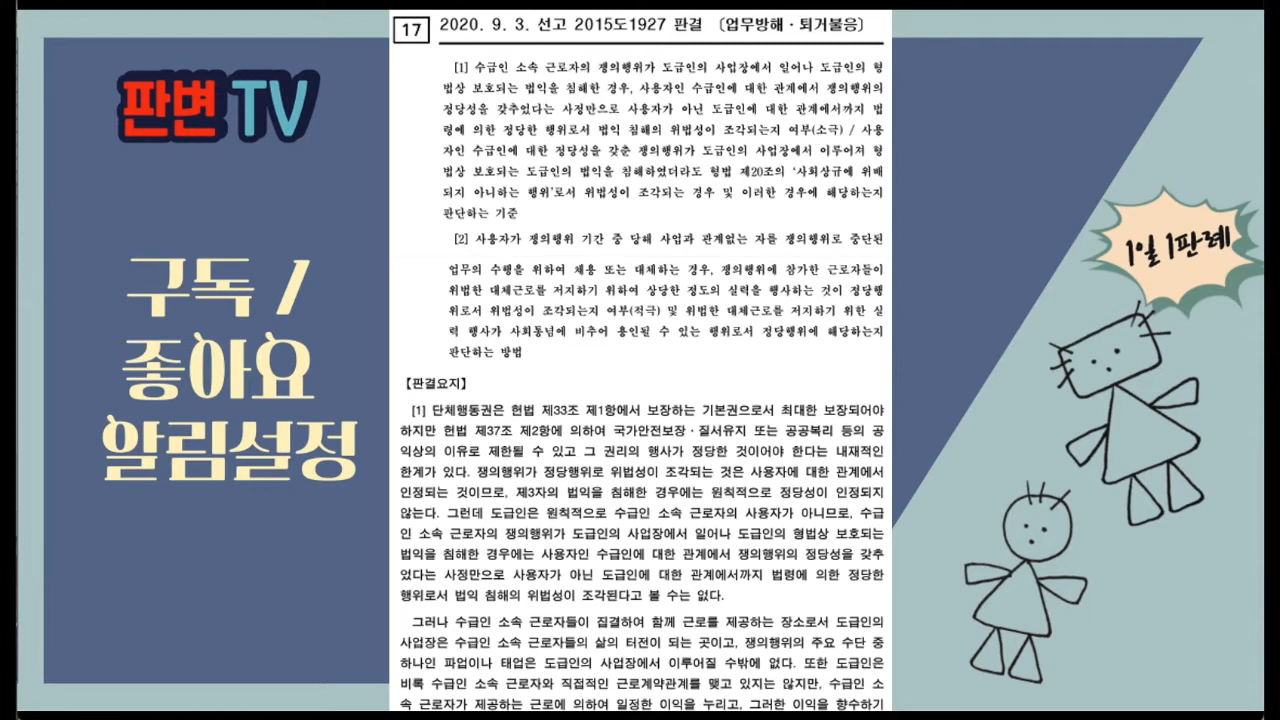 판변 TV
구독 /
좋아요
알림설정
17 2020. 9. 3. 선고 2015도1927 판결 〔업무방해·퇴거불응〕
[1] 수급인 소속 근로자의 쟁의행위가 도급인의 사업장에서 일어나 도급인의 형
법상 보호되는 법익을 침해한 경우, 사용자인 수급인에 대한 관계에서 쟁의행위의
정당성을 갖추었다는 사정만으로 사용자가 아닌 도급인에 대한 관계에서까지 법
령에 의한 정당한 행위로서 법익 침해의 위법성이 조각되는지 여부(소극) / 사용
자인 수급인에 대한 정당성을 갖춘 쟁의행위가 도급인의 사업장에서 이루어져 형
법상 보호되는 도급인의 법익을 침해하였더라도 형법 제20조의 ‘사회상규에 위배
되지 아니하는 행위’로서 위법성이 조각되는 경우 및 이러한 경우에 해당하는지
판단하는 기준
[2] 사용자가 쟁의행위 기간 중 당해 사업과 관계없는 자를 쟁의행위로 중단된
업무의 수행을 위하여 채용 또는 대체하는 경우, 쟁의행위에 참가한 근로자들이
위법한 대체근로를 저지하기 위하여 상당한 정도의 실력을 행사하는 것이 정당행
위로서 위법성이 조각되는지 여부(적극) 및 위법한 대체근로를 저지하기 위한 실
력 행사가 사회통념에 비추어 용인될 수 있는 행위로서 정당행위에 해당하는지
판단하는 방법
【판결요지】
[1] 단체행동권은 헌법 제33조 제1항에서 보장하는 기본권으로서 최대한 보장되어야
하지만 헌법 제37조 제2항에 의하여 국가안전보장·질서유지 또는 공공복리 등의 공
익상의 이유로 제한될 수 있고 그 권리의 행사가 정당한 것이어야 한다는 내재적인
한계가 있다. 쟁의행위가 정당행위로 위법성이 조각되는 것은 사용자에 대한 관계에서
인정되는 것이므로, 제3자의 법익을 침해한 경우에는 원칙적으로 정당성이 인정되지
않는다. 그런데 도급인은 원칙적으로 수급인 소속 근로자의 사용자가 아니므로, 수급
인 소속 근로자의 쟁의행위가 도급인의 사업장에서 일어나 도급인의 형법상 보호되는
법익을 침해한 경우에는 사용자인 수급인에 대한 관계에서 쟁의행위의 정당성을 갖추
었다는 사정만으로 사용자가 아닌 도급인에 대한 관계에서까지 법령에 의한 정당한
행위로서 법익 침해의 위법성이 조각된다고 볼 수는 없다.
그러나 수급인 소속 근로자들이 집결하여 함께 근로를 제공하는 장소로서 도급인의
사업장은 수급인 소속 근로자들의 삶의 터전이 되는 곳이고, 쟁의행위의 주요 수단 중
하나인 파업이나 태업은 도급인의 사업장에서 이루어질 수밖에 없다. 또한 도급인은
비록 수급인 소속 근로자와 직접적인 근로계약관계를 맺고 있지는 않지만, 수급인 소
속 근로자가 제공하는 근로에 의하여 일정한 이익을 누리고, 그러한 이익을 향수하기
1일 1판례